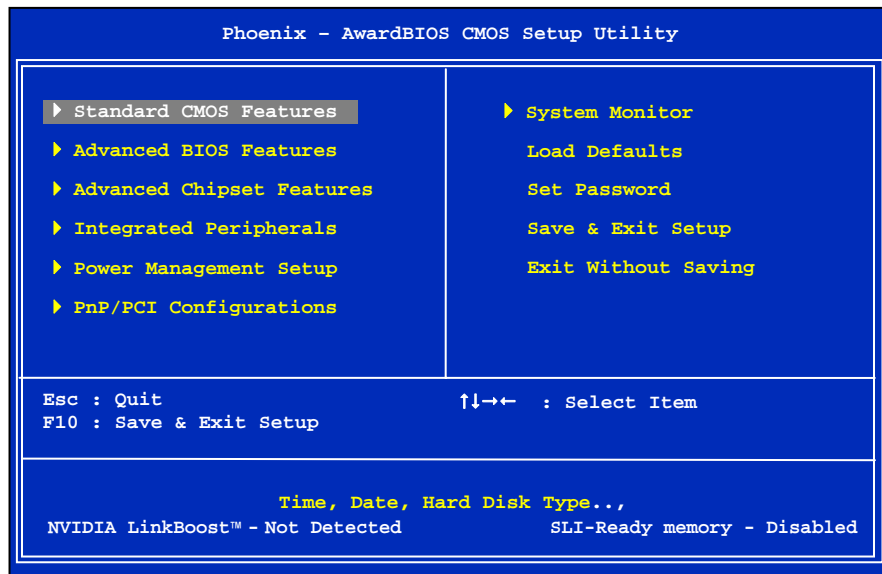 Phoenix – AwardBIOS CMOS Setup Utility
Standard CMOS Features
Advanced BIOS Features
Advanced Chipset Features
Integrated Peripherals
Power Management Setup
PnP/PCI Configurations
System Monitor
Load Defaults
Set Password
Save & Exit Setup
Exit Without Saving
Esc : Quit
F10 : Save & Exit Setup
↑↓→← : Select Item
Time, Date, Hard Disk Type..,
NVIDIA LinkBoost™ – Not Detected
SLI-Ready memory - Disabled